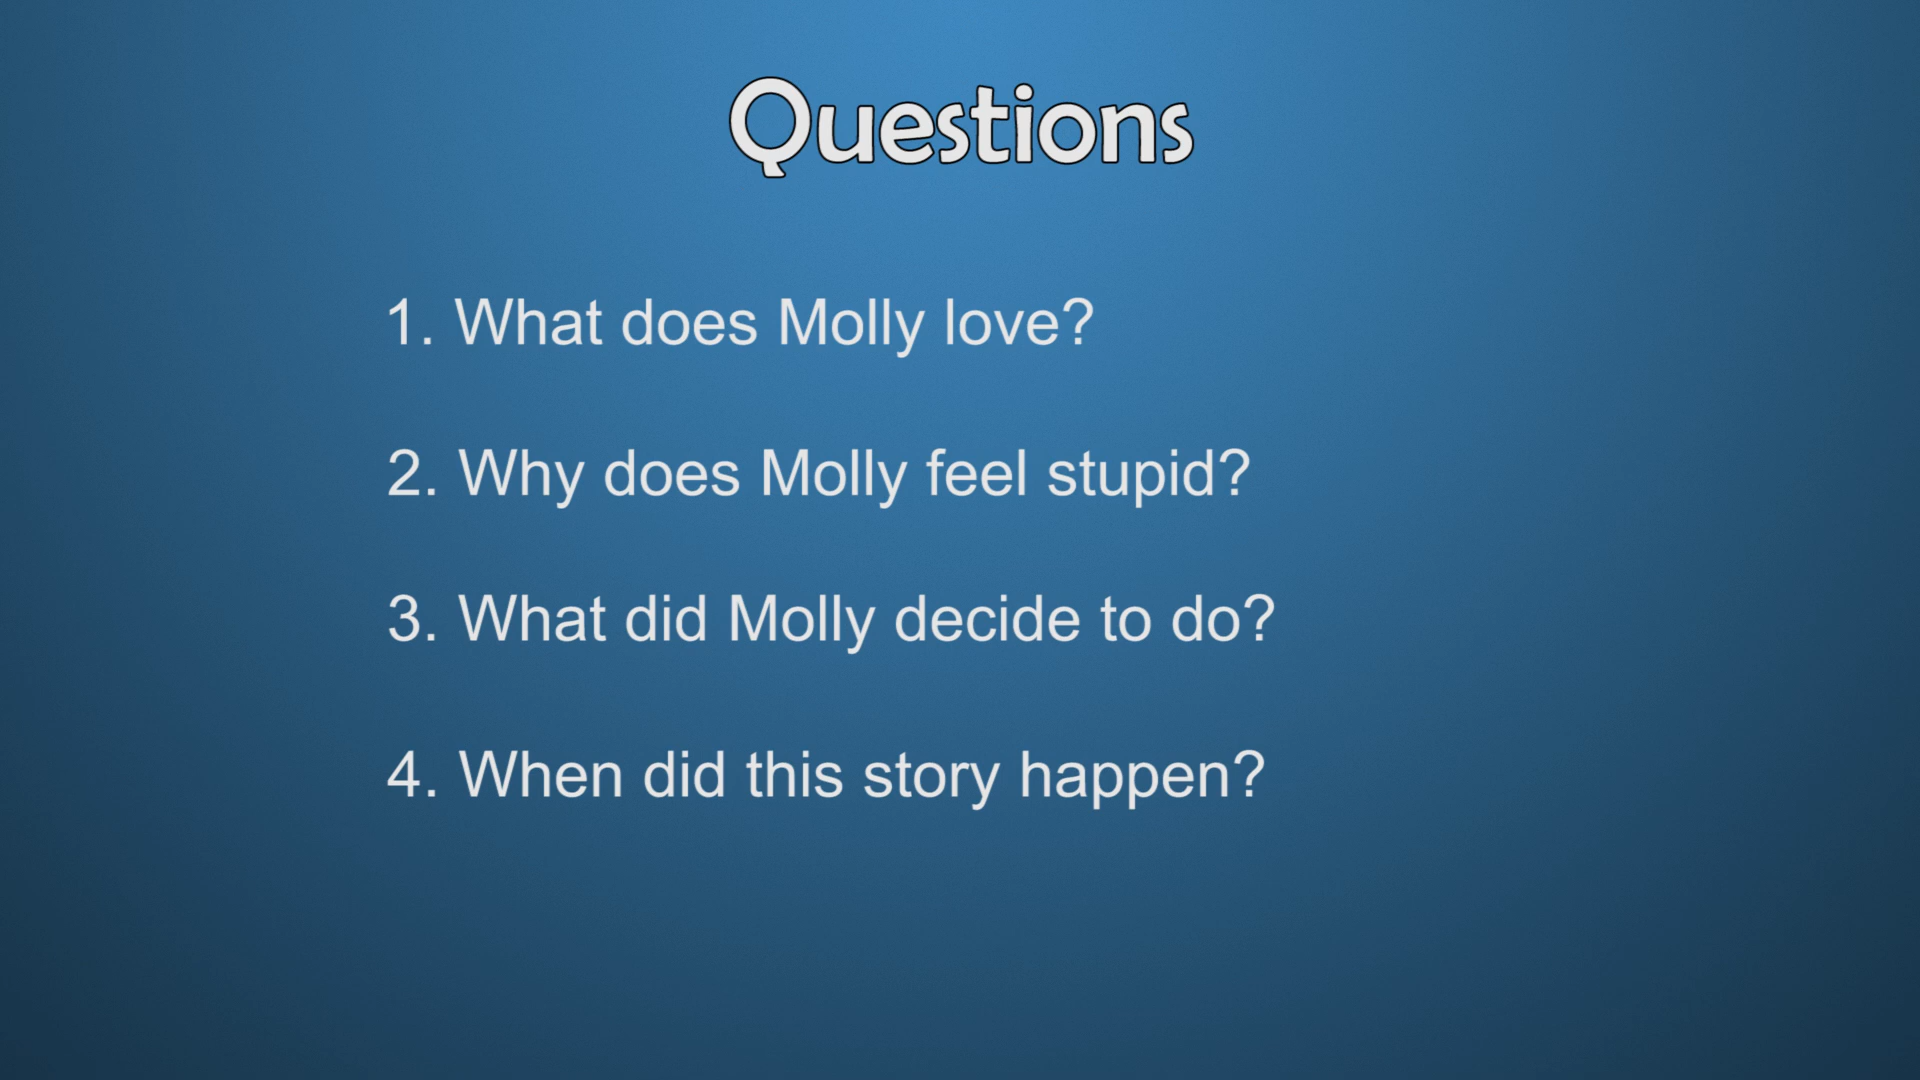 Questions
1. What does Molly love?
2. Why does Molly feel stupid?
3. What did Molly decide to do?
4. When did this story happen?